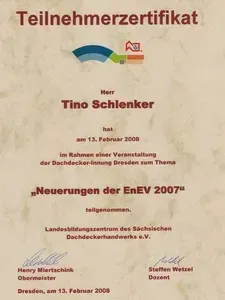 Teilnehmerzertifikat
Herr
Tino Schlenker
hat
am 13. Februar 2008
im Rahmen einer Veranstaltung
der Dachdecker-Innung Dresden zum Thema
„Neuerungen der EnEV 2007“
teilgenommen.
Landesbildungszentrum des Sächsischen
Dachdeckerhandwerks e.V.
Henry Miertschink
Obermeister
Steffen Wetzel
Dozent
Dresden, am 13. Februar 2008